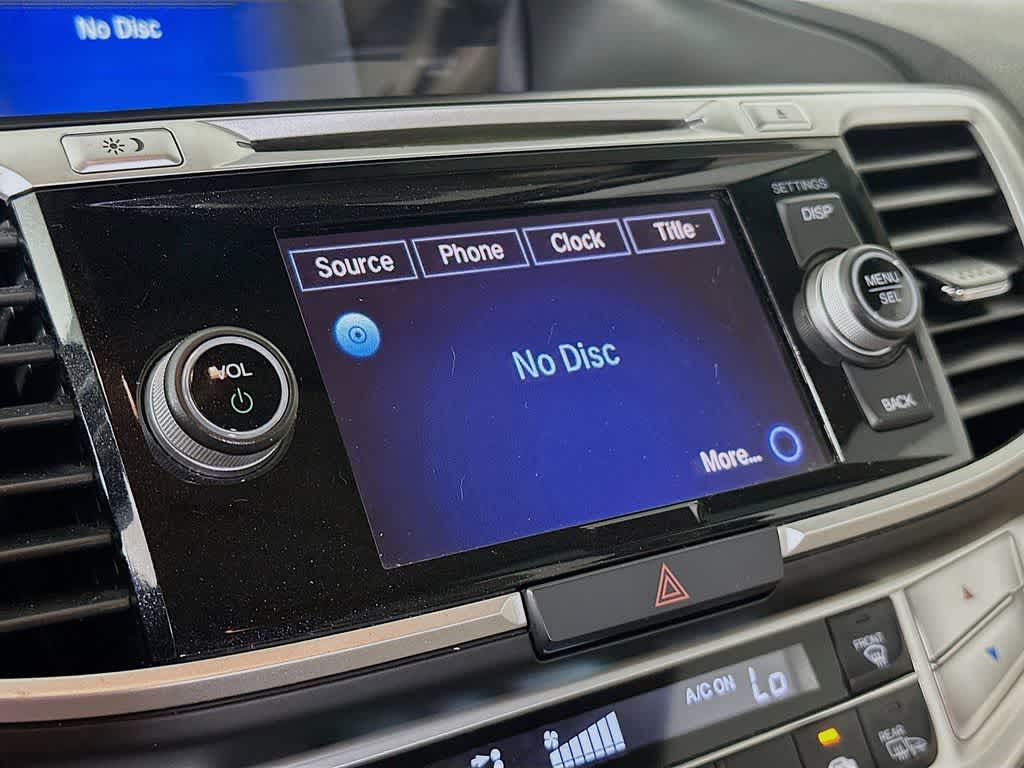 No Disc
SETTINGS
DISP
Source Phone Clock Title
MENU
SEL
VOL
No Disc
BACK
More...
A/C ON Lo
FRONT
REAR